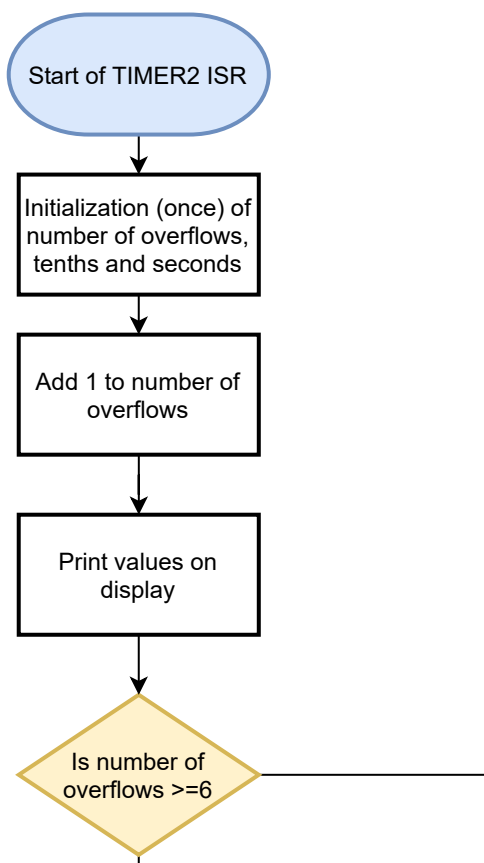 Start of TIMER2 ISR
Initialization (once) of
number of overflows,
tenths and seconds
Add 1 to number of
overflows
Print values on
display
Is number of
overflows >=6